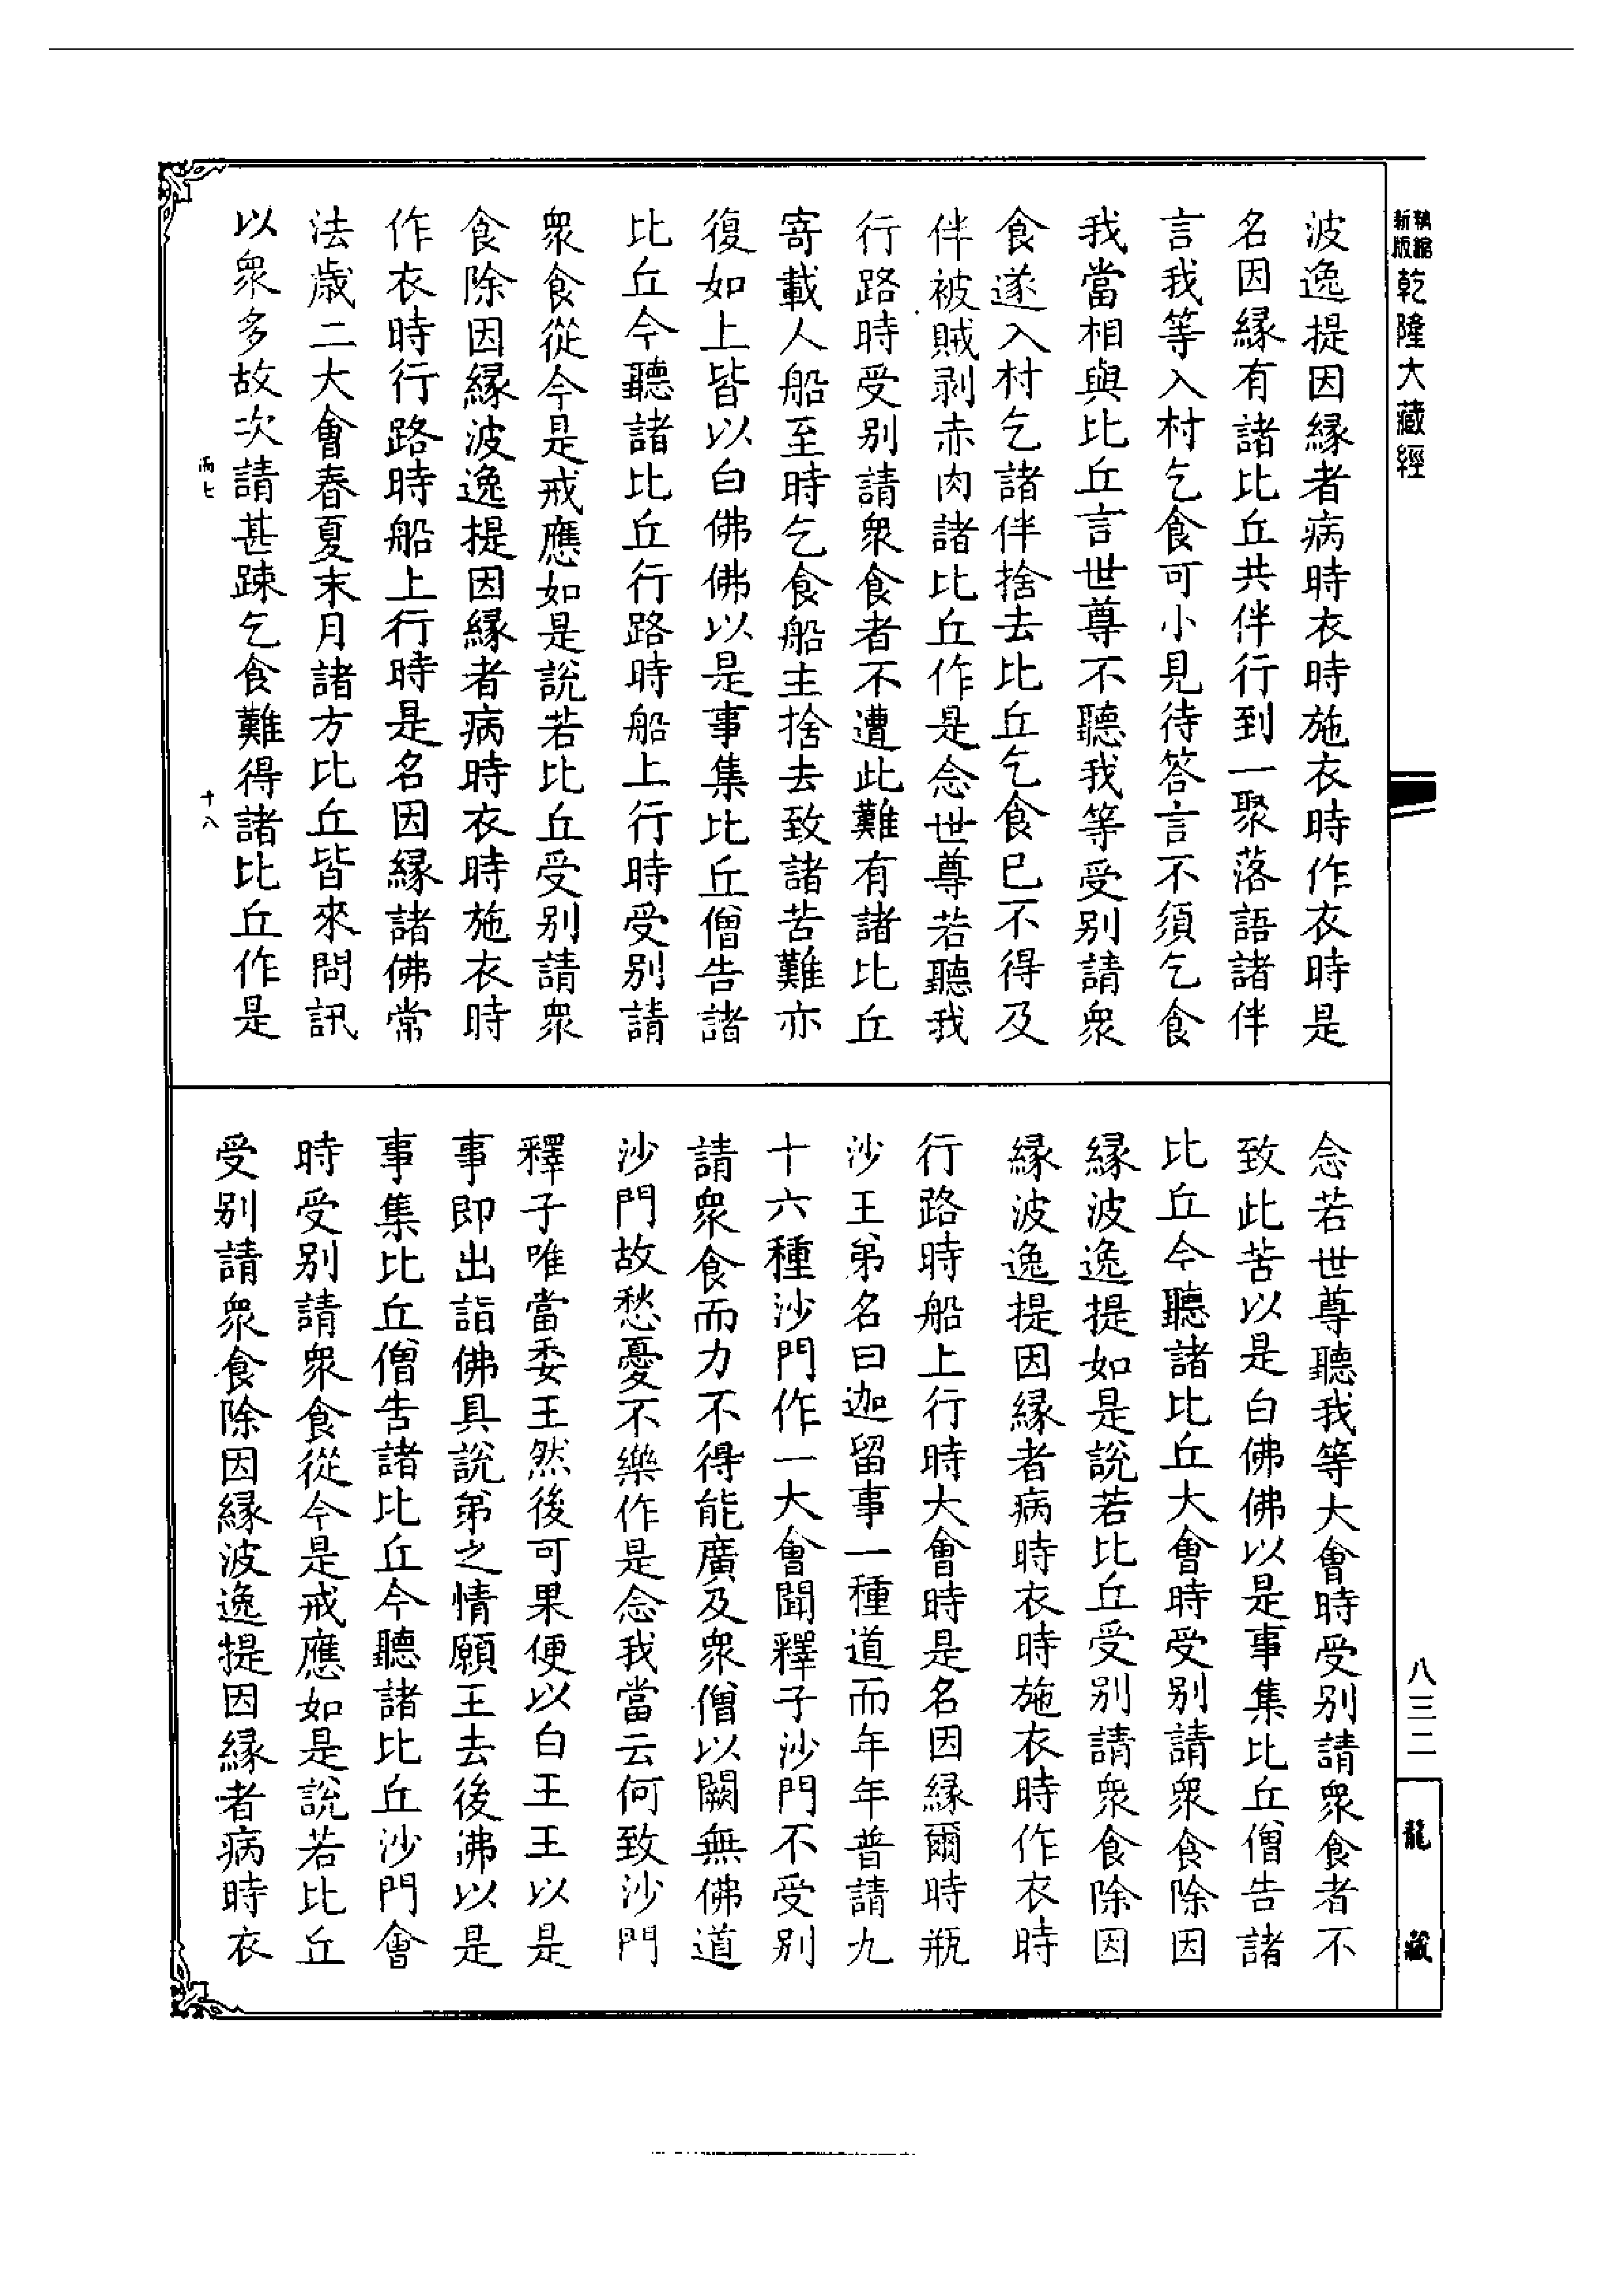 新版
縮
乾隆大藏經
波逸提因縁者病時衣時施衣時作衣時是
名因縁有諸比丘共伴行到一聚落語諸伴
言我等入村乞食可小見待答言不須乞食
我當相與比丘言世尊不聽我等受别請衆
食遂入村乞諸伴捨去比丘乞食已不得及
伴被賊剥赤肉諸比丘作是念世尊若聽我
行路時受别請衆食者不遭此難有諸比丘
寄載人船至時乞食船主捨去致諸苦難亦
復如上皆以白佛佛以是事集比丘僧告諸
比丘今聽諸比丘行路時船上行時受别請
衆食從今是戒應如是說若比丘受别請衆
食除因縁波逸提因縁者病時衣時施衣時
作衣時行路時船上行時是名因縁諸佛常
法歳二大會春夏末月諸方比丘皆來問訊
以衆多故次請甚踈乞食難得諸比丘作是
兩七
十八
念若世尊聽我等大會時受别請衆食者不
致此苦以是白佛佛以是事集比丘僧告諸
比丘今聽諸比丘大會時受别請衆食除因
縁波逸提如是說若比丘受别請衆食除因
縁波逸提因縁者病時衣時施衣時作衣時
行路時船上行時大會時是名因縁爾時瓶
沙王弟名曰迦留事一種道而年年普請九
十六種沙門作一大會聞釋子沙門不受别
請衆食而力不得能廣及衆僧以闕無佛道
沙門故愁憂不樂作是念我當云何致沙門
釋子唯當委王然後可果便以白王王以是
事即出詣佛具說弟之情願王去後佛以是
事集比丘僧告諸比丘今聽諸比丘沙門會
時受别請衆食從今是戒應如是說若比丘
受别請衆食除因縁波逸提因縁者病時衣
八三二
龍藏